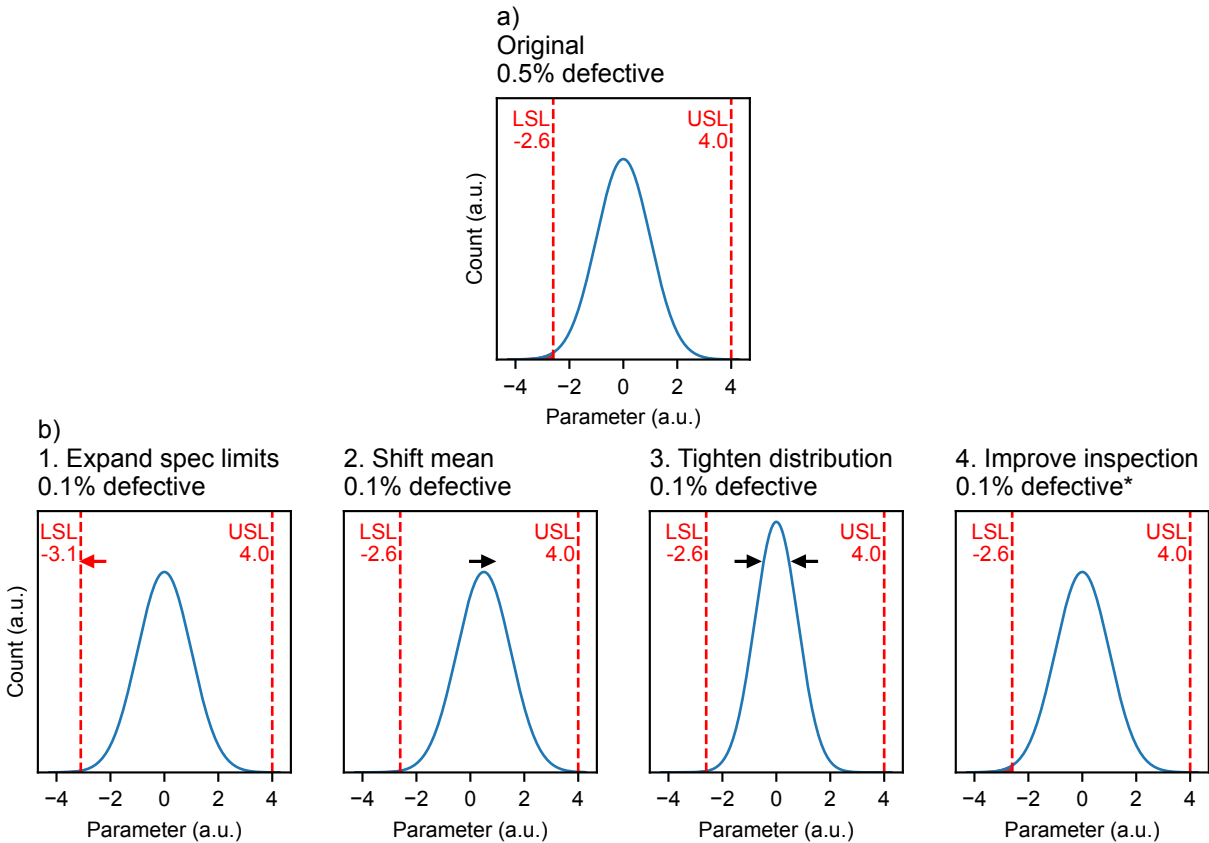 a)
Original
0.5% defective
LSL
-2.6
USL
4.0
Count (a.u.)
−4 −2 0 2 4
Parameter (a.u.)
b)
1. Expand spec limits
0.1% defective
LSL
-3.1
USL
4.0
Count (a.u.)
−4 −2 0 2 4
Parameter (a.u.)
2. Shift mean
0.1% defective
LSL
-2.6
USL
4.0
−4 −2 0 2 4
Parameter (a.u.)
3. Tighten distribution
0.1% defective
LSL
-2.6
USL
4.0
−4 −2 0 2 4
Parameter (a.u.)
4. Improve inspection
0.1% defective*
LSL
-2.6
USL
4.0
−4 −2 0 2 4
Parameter (a.u.)